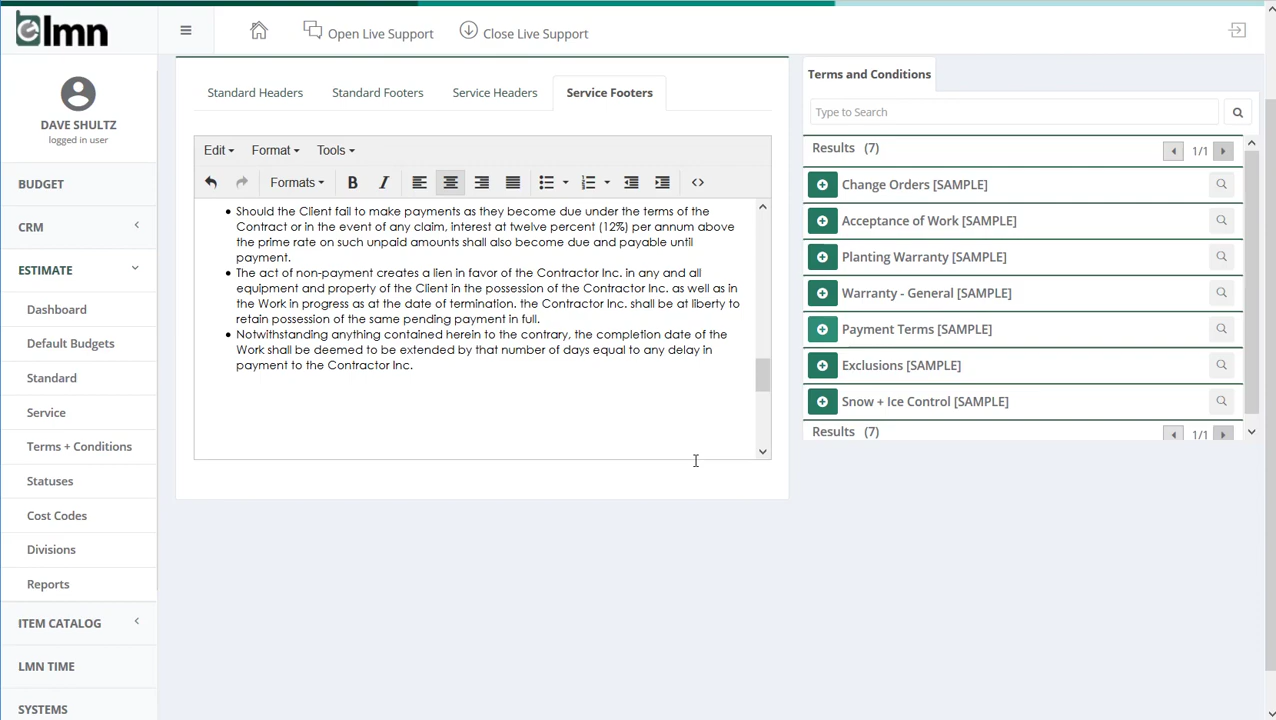 lmn
Open Live Support
Close Live Support
DAVE SHULTZ
logged in user
BUDGET
CRM
ESTIMATE
Dashboard
Default Budgets
Standard
Service
Terms + Conditions
Statuses
Cost Codes
Divisions
Reports
ITEM CATALOG
LMN TIME
SYSTEMS
Standard Headers
Standard Footers
Service Headers
Service Footers
Edit
Format
Tools
Formats
B
I
• Should the Client fail to make payments as they become due under the terms of the
Contract or in the event of any claim, interest at twelve percent (12%) per annum above
the prime rate on such unpaid amounts shall also become due and payable until
payment.
• The act of non-payment creates a lien in favor of the Contractor Inc. in any and all
equipment and property of the Client in the possession of the Contractor Inc. as well as in
the Work in progress as at the date of termination. the Contractor Inc. shall be at liberty to
retain possession of the same pending payment in full.
• Notwithstanding anything contained herein to the contrary, the completion date of the
Work shall be deemed to be extended by that number of days equal to any delay in
payment to the Contractor Inc.
Terms and Conditions
Type to Search
Results (7)
1/1
Change Orders [SAMPLE]
Acceptance of Work [SAMPLE]
Planting Warranty [SAMPLE]
Warranty - General [SAMPLE]
Payment Terms [SAMPLE]
Exclusions [SAMPLE]
Snow + Ice Control [SAMPLE]
Results (7)
1/1